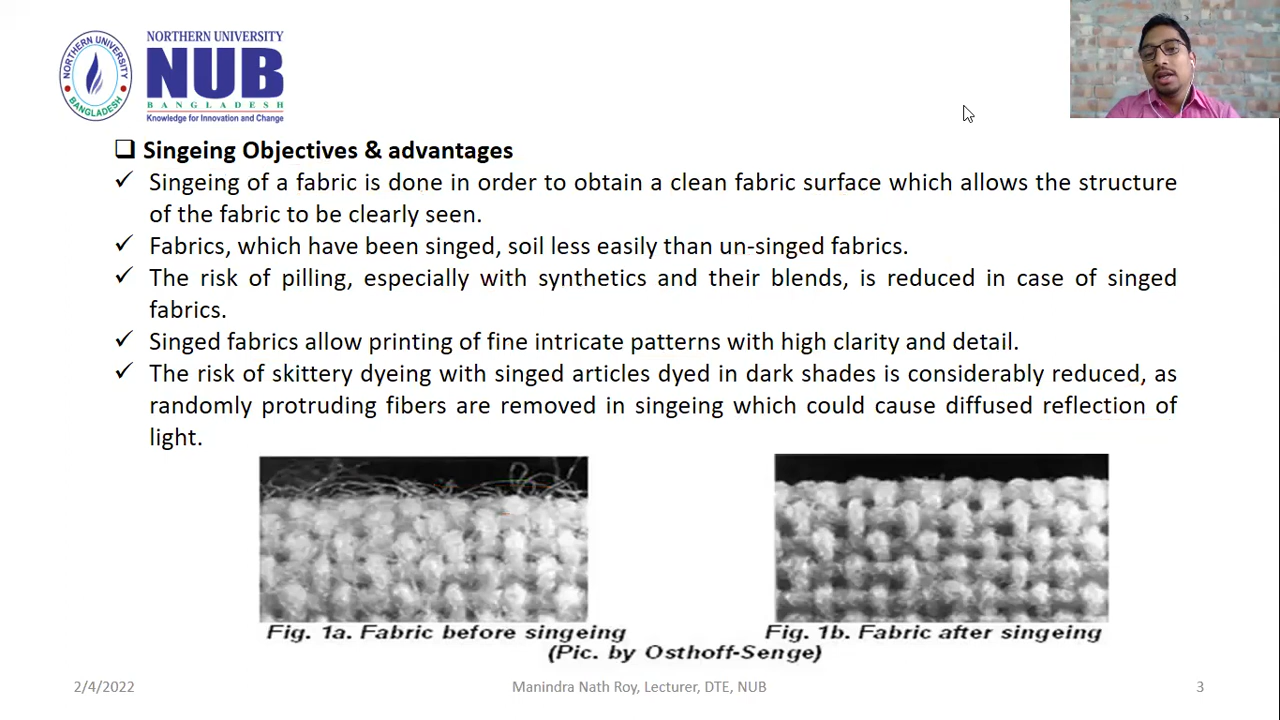 NORTHERN UNIVERSITY
NUB
BANGLADESH
Knowledge for Innovation and Change
NORTHERN UNIVERSITY
BANGLADESH
Singeing Objectives & advantages
Singeing of a fabric is done in order to obtain a clean fabric surface which allows the structure
of the fabric to be clearly seen.
Fabrics, which have been singed, soil less easily than un-singed fabrics.
The risk of pilling, especially with synthetics and their blends, is reduced in case of singed
fabrics.
Singed fabrics allow printing of fine intricate patterns with high clarity and detail.
The risk of skittery dyeing with singed articles dyed in dark shades is considerably reduced, as
randomly protruding fibers are removed in singeing which could cause diffused reflection of
light.
Fig. 1a. Fabric before singeing
Fig. 1b. Fabric after singeing
(Pic. by Osthoff-Senge)
2/4/2022
Manindra Nath Roy, Lecturer, DTE, NUB
3